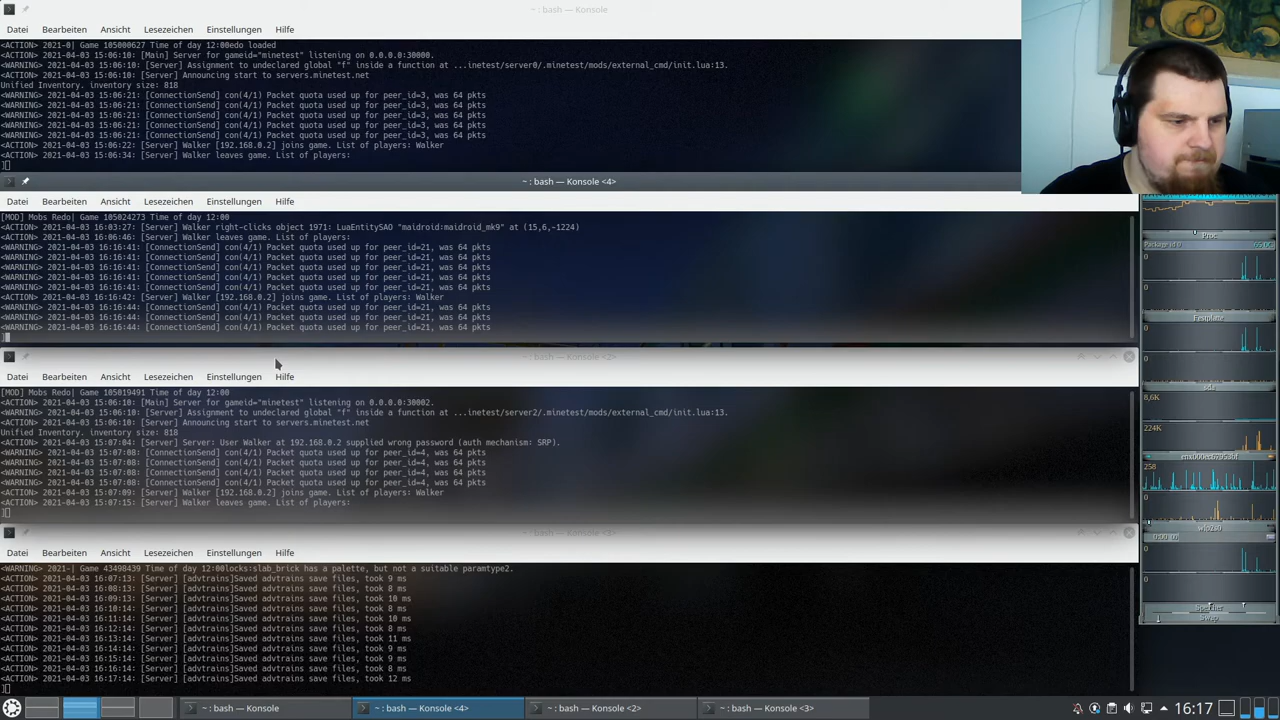 ~ : bash — Konsole
Datei Bearbeiten Ansicht Lesezeichen Einstellungen Hilfe
<ACTION> 2021-0| Game 105000627 Time of day 12:00edo loaded
<ACTION> 2021-04-03 15:06:10: [Main] Server for gameid="minetest" listening on 0.0.0.0:30000.
<WARNING> 2021-04-03 15:06:10: [Server] Assignment to undeclared global "f" inside a function at ...inetest/server0/.minetest/mods/external_cmd/init.lua:13.
<ACTION> 2021-04-03 15:06:10: [Server] Announcing start to servers.minetest.net
Unified Inventory. inventory size: 818
<WARNING> 2021-04-03 15:06:21: [ConnectionSend] con(4/1) Packet quota used up for peer_id=3, was 64 pkts
<WARNING> 2021-04-03 15:06:21: [ConnectionSend] con(4/1) Packet quota used up for peer_id=3, was 64 pkts
<WARNING> 2021-04-03 15:06:21: [ConnectionSend] con(4/1) Packet quota used up for peer_id=3, was 64 pkts
<WARNING> 2021-04-03 15:06:21: [ConnectionSend] con(4/1) Packet quota used up for peer_id=3, was 64 pkts
<WARNING> 2021-04-03 15:06:21: [ConnectionSend] con(4/1) Packet quota used up for peer_id=3, was 64 pkts
<ACTION> 2021-04-03 15:06:22: [Server] Walker [192.168.0.2] joins game. List of players: Walker
<ACTION> 2021-04-03 15:06:34: [Server] Walker leaves game. List of players:
]
~ : bash — Konsole <4>
Datei Bearbeiten Ansicht Lesezeichen Einstellungen Hilfe
[MOD] Mobs Redo| Game 105024273 Time of day 12:00
<ACTION> 2021-04-03 16:03:27: [Server] Walker right-clicks object 1971: LuaEntitySAO "maidroid:maidroid_mk9" at (15,6,-1224)
<ACTION> 2021-04-03 16:06:46: [Server] Walker leaves game. List of players:
<WARNING> 2021-04-03 16:16:41: [ConnectionSend] con(4/1) Packet quota used up for peer_id=21, was 64 pkts
<WARNING> 2021-04-03 16:16:41: [ConnectionSend] con(4/1) Packet quota used up for peer_id=21, was 64 pkts
<WARNING> 2021-04-03 16:16:41: [ConnectionSend] con(4/1) Packet quota used up for peer_id=21, was 64 pkts
<WARNING> 2021-04-03 16:16:41: [ConnectionSend] con(4/1) Packet quota used up for peer_id=21, was 64 pkts
<WARNING> 2021-04-03 16:16:41: [ConnectionSend] con(4/1) Packet quota used up for peer_id=21, was 64 pkts
<ACTION> 2021-04-03 16:16:42: [Server] Walker [192.168.0.2] joins game. List of players: Walker
<WARNING> 2021-04-03 16:16:44: [ConnectionSend] con(4/1) Packet quota used up for peer_id=21, was 64 pkts
<WARNING> 2021-04-03 16:16:44: [ConnectionSend] con(4/1) Packet quota used up for peer_id=21, was 64 pkts
<WARNING> 2021-04-03 16:16:44: [ConnectionSend] con(4/1) Packet quota used up for peer_id=21, was 64 pkts
]
~ : bash — Konsole <2>
Datei Bearbeiten Ansicht Lesezeichen Einstellungen Hilfe
[MOD] Mobs Redo| Game 105019491 Time of day 12:00
<ACTION> 2021-04-03 15:06:10: [Main] Server for gameid="minetest" listening on 0.0.0.0:30002.
<WARNING> 2021-04-03 15:06:10: [Server] Assignment to undeclared global "f" inside a function at ...inetest/server2/.minetest/mods/external_cmd/init.lua:13.
<ACTION> 2021-04-03 15:06:10: [Server] Announcing start to servers.minetest.net
Unified Inventory. inventory size: 818
<ACTION> 2021-04-03 15:07:04: [Server] Server: User Walker at 192.168.0.2 supplied wrong password (auth mechanism: SRP).
<WARNING> 2021-04-03 15:07:08: [ConnectionSend] con(4/1) Packet quota used up for peer_id=4, was 64 pkts
<WARNING> 2021-04-03 15:07:08: [ConnectionSend] con(4/1) Packet quota used up for peer_id=4, was 64 pkts
<WARNING> 2021-04-03 15:07:08: [ConnectionSend] con(4/1) Packet quota used up for peer_id=4, was 64 pkts
<WARNING> 2021-04-03 15:07:08: [ConnectionSend] con(4/1) Packet quota used up for peer_id=4, was 64 pkts
<ACTION> 2021-04-03 15:07:09: [Server] Walker [192.168.0.2] joins game. List of players: Walker
<ACTION> 2021-04-03 15:07:15: [Server] Walker leaves game. List of players:
]
~ : bash — Konsole <3>
Datei Bearbeiten Ansicht Lesezeichen Einstellungen Hilfe
<WARNING> 2021-| Game 43498439 Time of day 12:00locks:slab_brick has a palette, but not a suitable paramtype2.
<ACTION> 2021-04-03 16:07:13: [Server] [advtrains]Saved advtrains save files, took 9 ms
<ACTION> 2021-04-03 16:08:13: [Server] [advtrains]Saved advtrains save files, took 8 ms
<ACTION> 2021-04-03 16:09:13: [Server] [advtrains]Saved advtrains save files, took 10 ms
<ACTION> 2021-04-03 16:10:14: [Server] [advtrains]Saved advtrains save files, took 8 ms
<ACTION> 2021-04-03 16:11:14: [Server] [advtrains]Saved advtrains save files, took 10 ms
<ACTION> 2021-04-03 16:12:14: [Server] [advtrains]Saved advtrains save files, took 8 ms
<ACTION> 2021-04-03 16:13:14: [Server] [advtrains]Saved advtrains save files, took 11 ms
<ACTION> 2021-04-03 16:14:14: [Server] [advtrains]Saved advtrains save files, took 9 ms
<ACTION> 2021-04-03 16:15:14: [Server] [advtrains]Saved advtrains save files, took 9 ms
<ACTION> 2021-04-03 16:16:14: [Server] [advtrains]Saved advtrains save files, took 8 ms
<ACTION> 2021-04-03 16:17:14: [Server] [advtrains]Saved advtrains save files, took 12 ms
]
Proc
Package id 0
0
0
Festplatte
0
0
sda
8,6K
224K
258
0
0
0
Speicher
Swap
~ : bash — Konsole
~ : bash — Konsole <4>
~ : bash — Konsole <2>
~ : bash — Konsole <3>
16:17